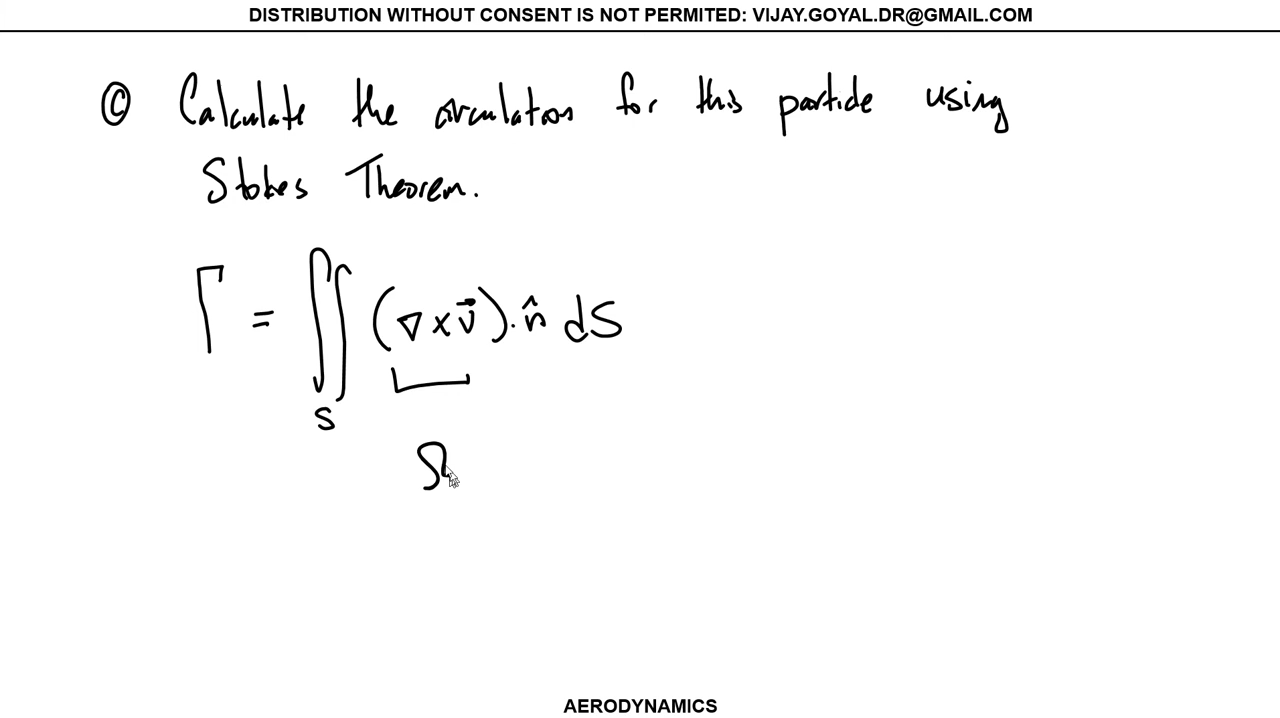 DISTRIBUTION WITHOUT CONSENT IS NOT PERMITED: VIJAY.GOYAL.DR@GMAIL.COM
© Calculate the circulation for this particle using
Stokes Theorem.
Γ = ∬ (∇ × v⃗) · n̂ dS
S
Ω
AERODYNAMICS